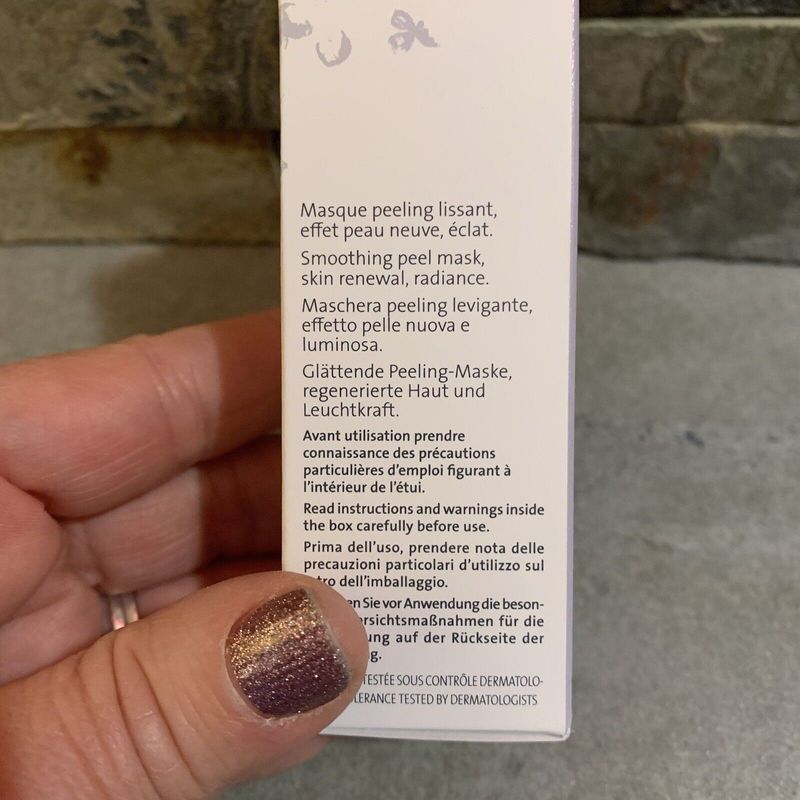 Masque peeling lissant,
effet peau neuve, éclat.
Smoothing peel mask,
skin renewal, radiance.
Maschera peeling levigante,
effetto pelle nuova e
luminosa.
Glättende Peeling-Maske,
regenerierte Haut und
Leuchtkraft.
Avant utilisation prendre
connaissance des précautions
particulières d'emploi figurant à
l'intérieur de l'étui.
Read instructions and warnings inside
the box carefully before use.
Prima dell'uso, prendere nota delle
precauzioni particolari d'utilizzo sul
dell'imballaggio.
Sie vor Anwendung die beson-
für die
auf der Rückseite der
TESTÉE SOUS CONTRÔLE DERMATOLO-
TESTED BY DERMATOLOGISTS